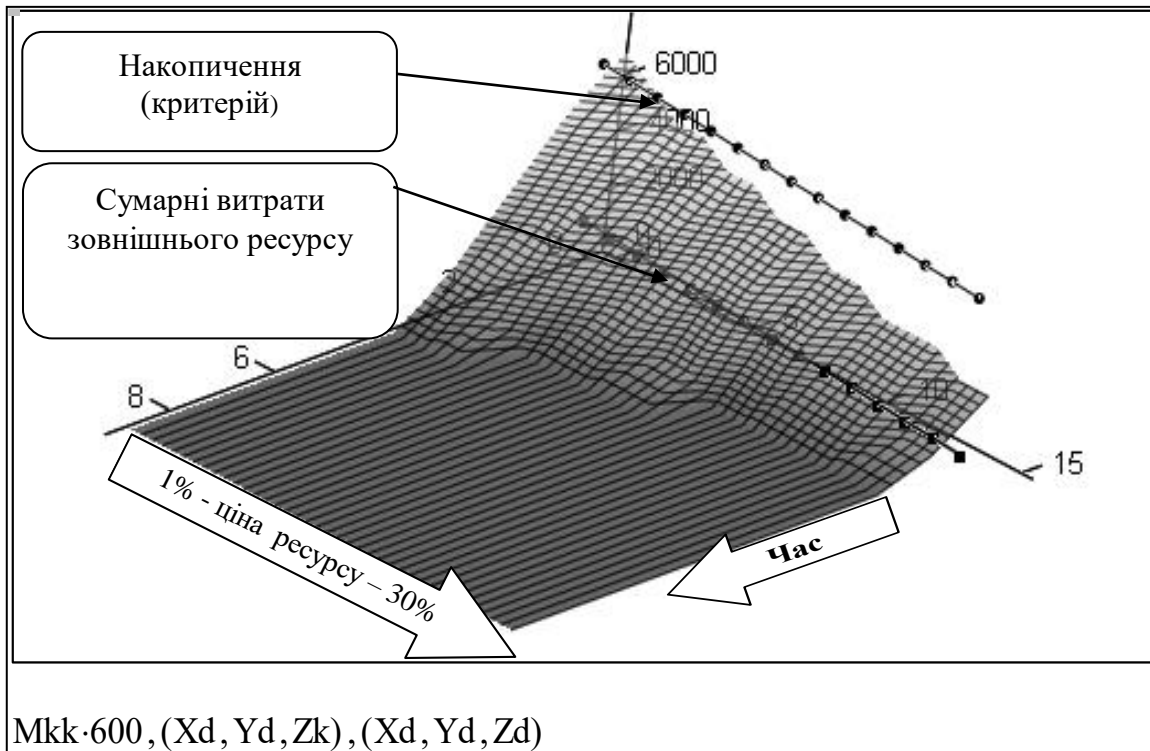 Накопичення
(критерій)
6000
Сумарні витрати
зовнішнього ресурсу
6
8
10
15
1% - ціна ресурсу – 30%
Час
Mkk·600,(Xd,Yd,Zk),(Xd,Yd,Zd)